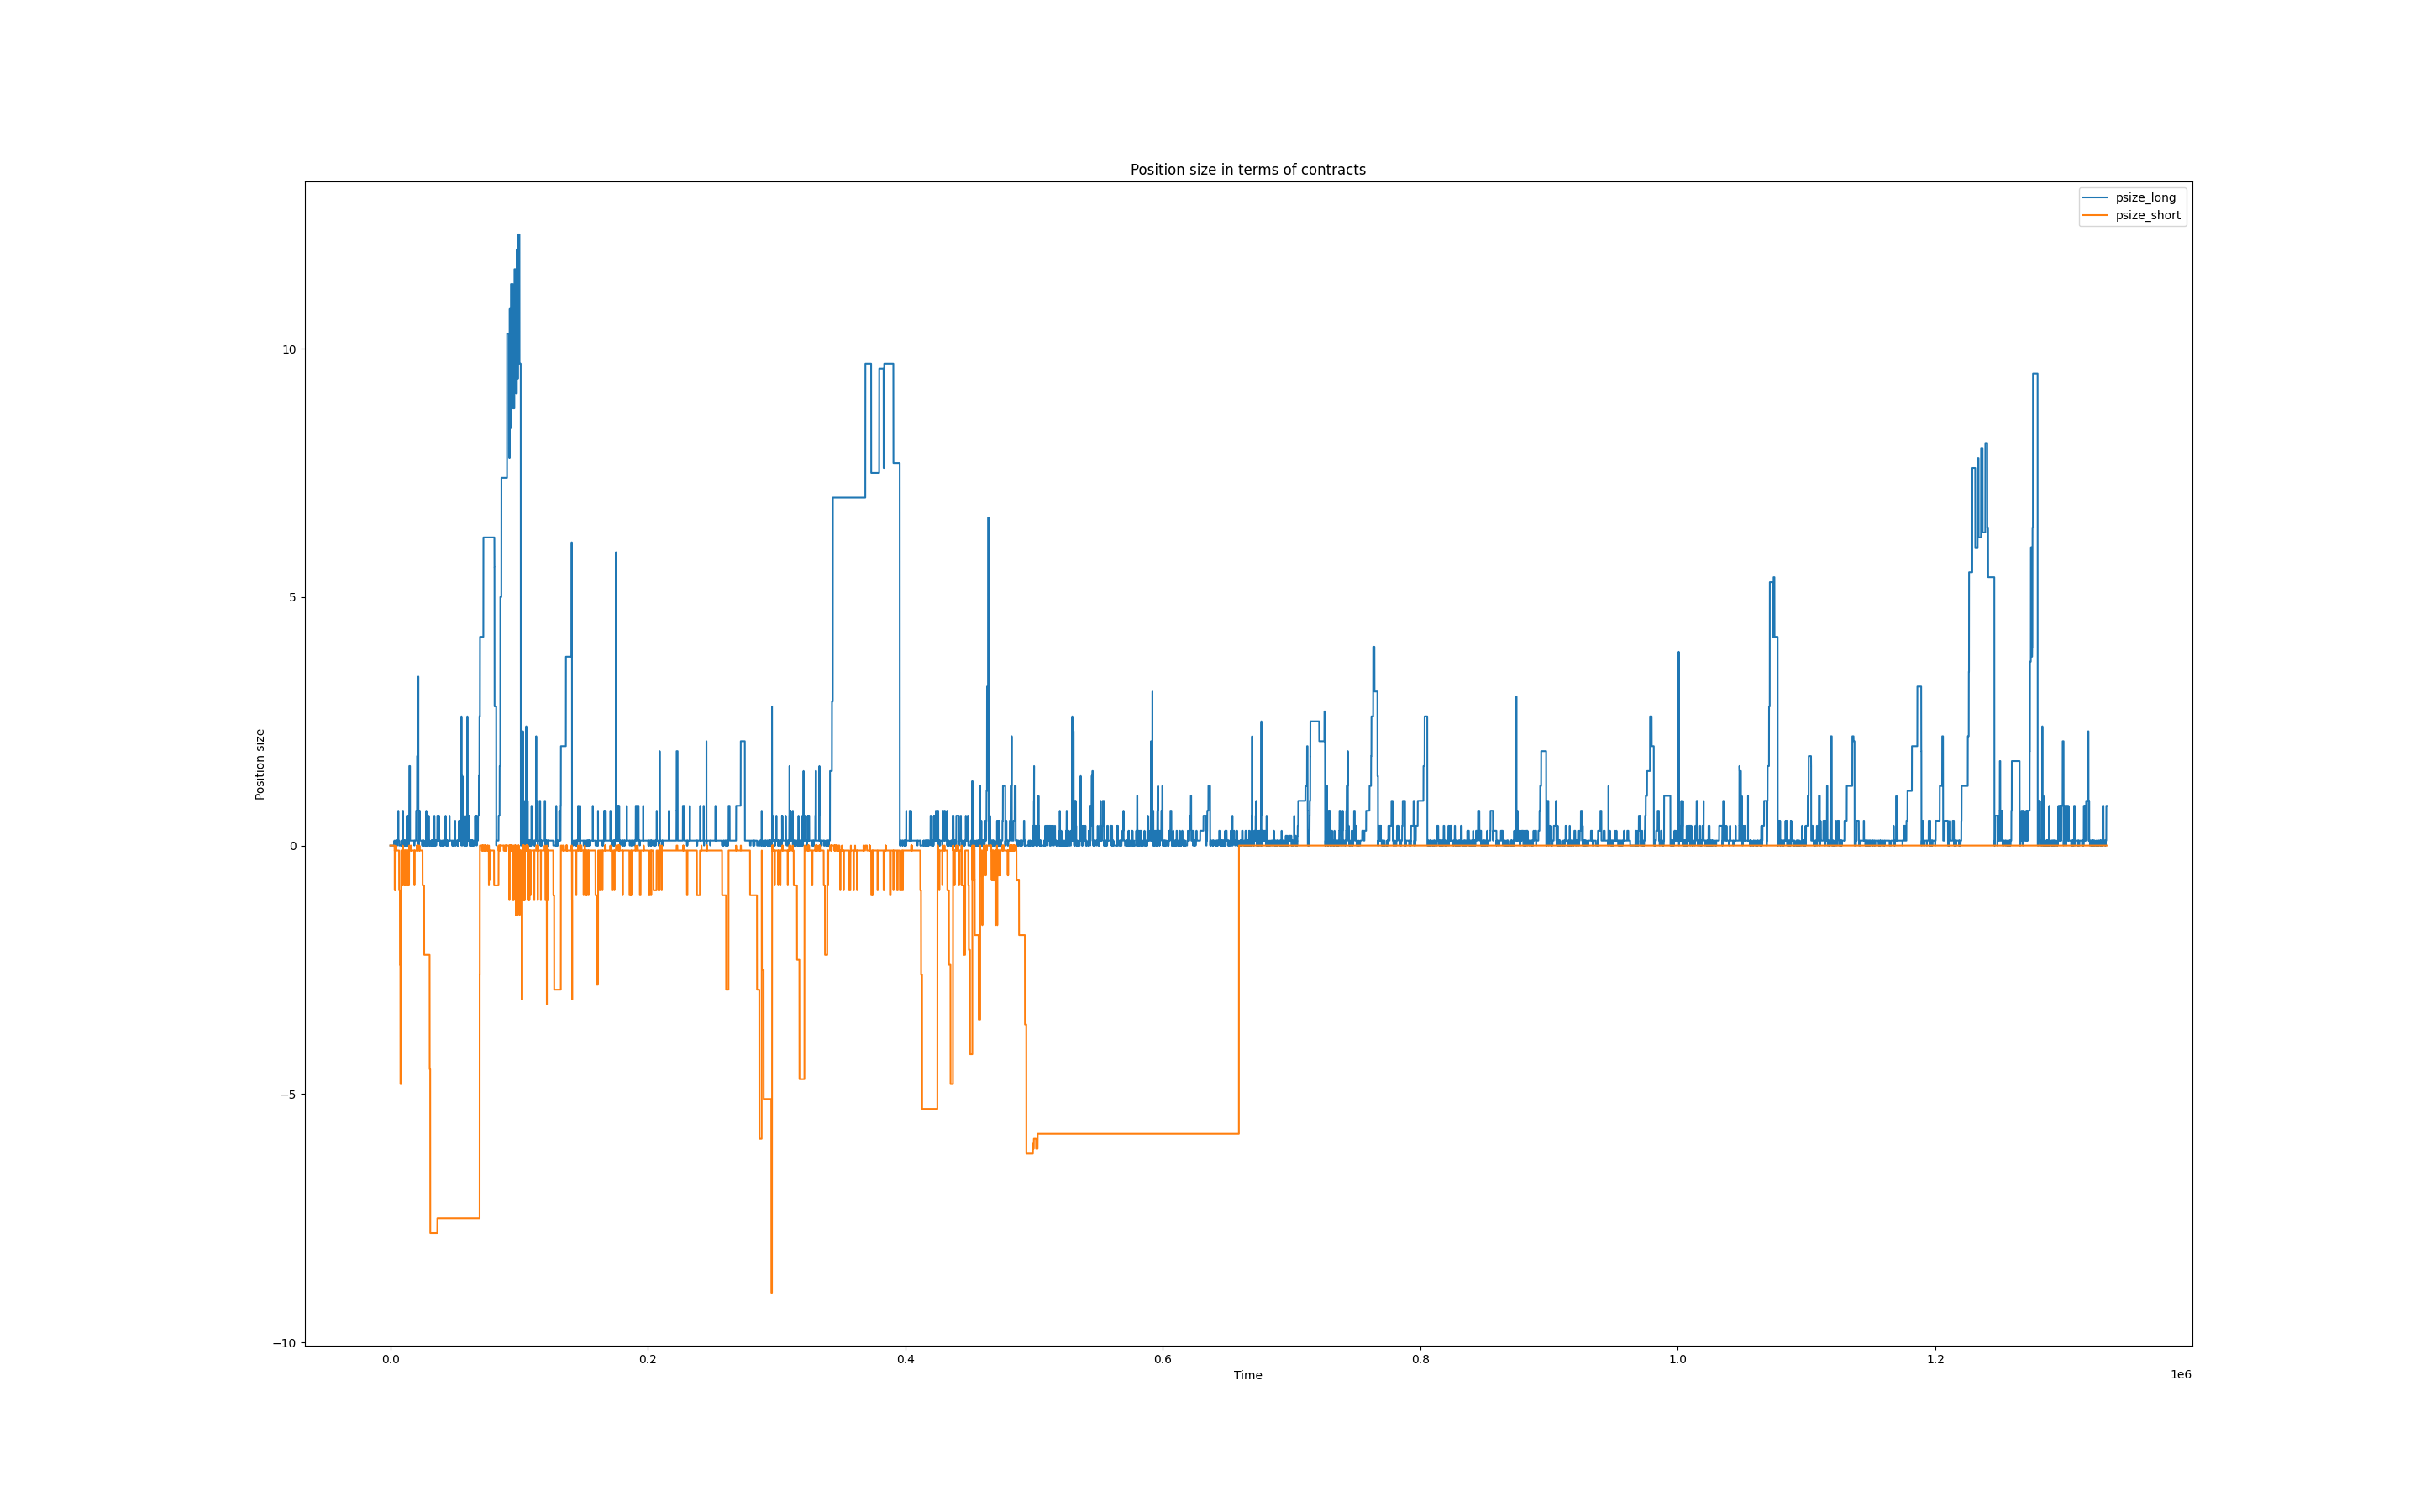 Position size in terms of contracts
psize_long
psize_short
Position size
10
5
0
−5
−10
0.0 0.2 0.4 0.6 0.8 1.0 1.2
Time
1e6